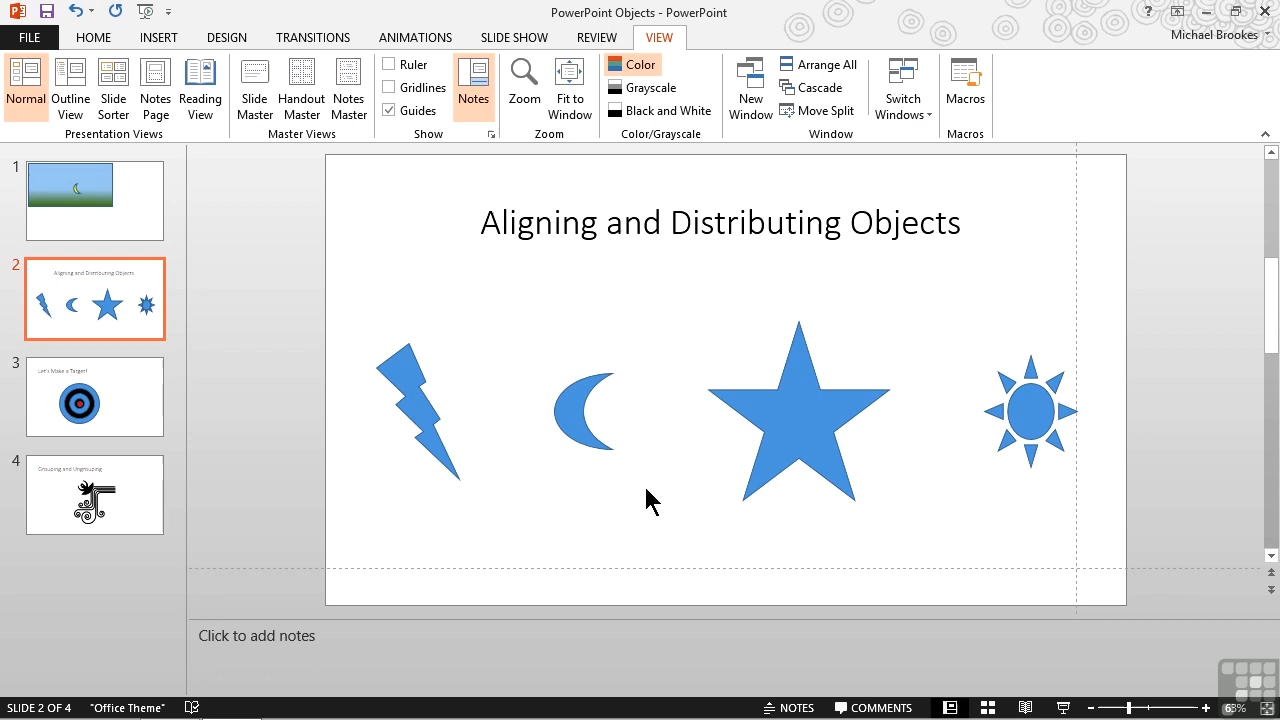 PowerPoint Objects - PowerPoint
?
FILE HOME INSERT DESIGN TRANSITIONS ANIMATIONS SLIDE SHOW REVIEW VIEW
Michael Brookes
Normal
Outline View
Slide Sorter
Notes Page
Reading View
Presentation Views
Slide Master
Handout Master
Notes Master
Master Views
Ruler
Gridlines
Guides
Show
Notes
Zoom
Fit to Window
Zoom
Color
Grayscale
Black and White
Color/Grayscale
New Window
Arrange All
Cascade
Move Split
Switch Windows
Window
Macros
Macros
1
2
Aligning and Distributing Objects
3
Let's Make a Target!
4
Grouping and Ungrouping
Aligning and Distributing Objects
Click to add notes
SLIDE 2 OF 4 "Office Theme" NOTES COMMENTS 63%